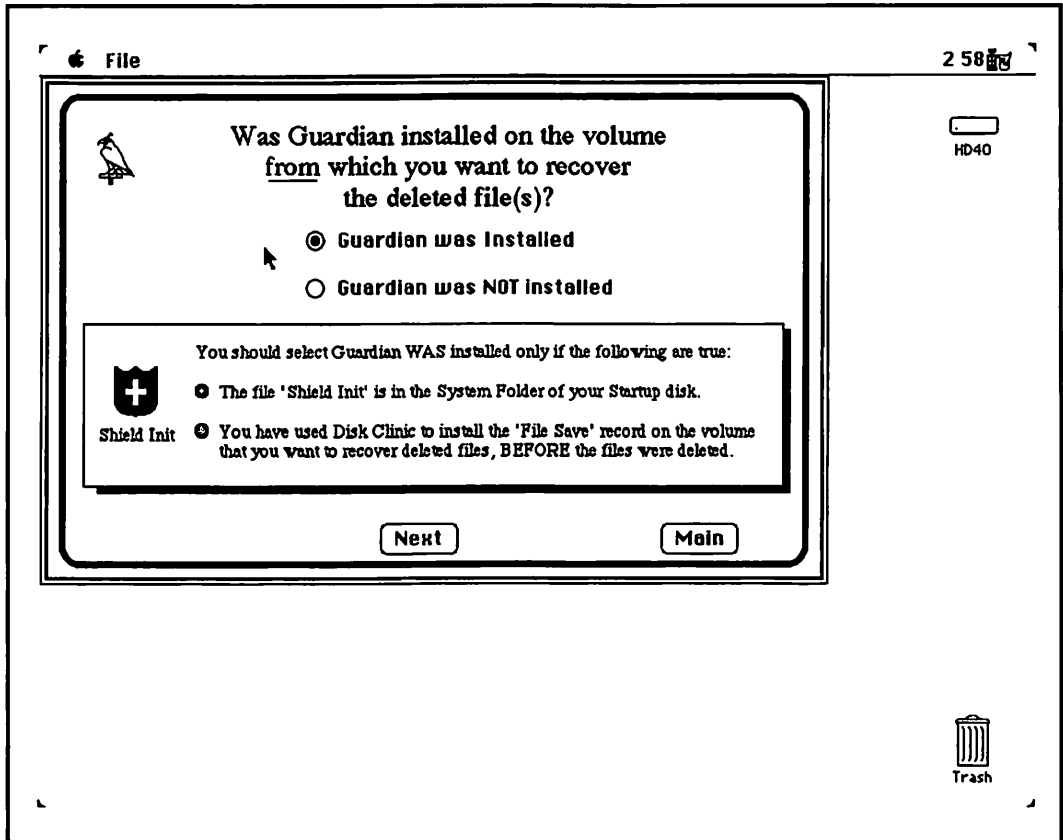 File
2 58
HD40
Was Guardian installed on the volume
from which you want to recover
the deleted file(s)?
Guardian was Installed
Guardian was NOT installed
You should select Guardian WAS installed only if the following are true:
The file 'Shield Init' is in the System Folder of your Startup disk.
Shield Init
You have used Disk Clinic to install the 'File Save' record on the volume
that you want to recover deleted files, BEFORE the files were deleted.
Next
Main
Trash